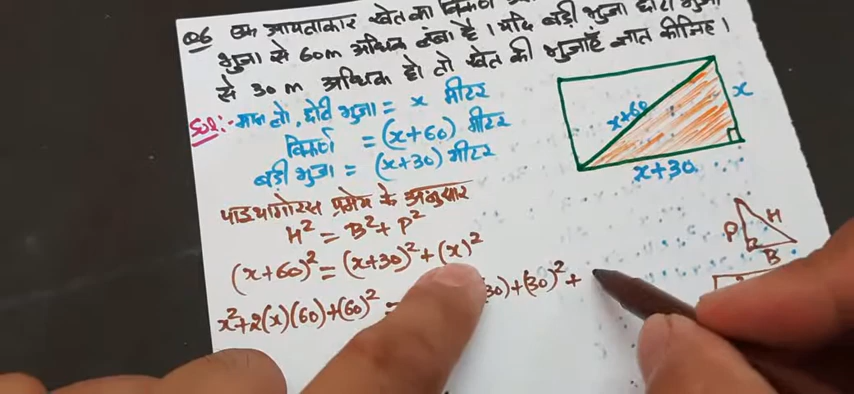 Q6 एक आयताकार खेत का विकर्ण
भुजा से 60m अधिक लंबा है। यदि बड़ी भुजा छोटी भुजा
से 30 m अधिक हो तो खेत की भुजाएँ ज्ञात कीजिए।
Sol:- मान लो, छोटी भुजा = x मीटर
विकर्ण = (x+60) मीटर
बड़ी भुजा = (x+30) मीटर
x+60
x
x+30
पाइथागोरस प्रमेय के अनुसार
H² = B² + P²
P H
B
(x+60)² = (x+30)² + (x)²
x²+2(x)(60)+(60)² = 30)+(30)² +